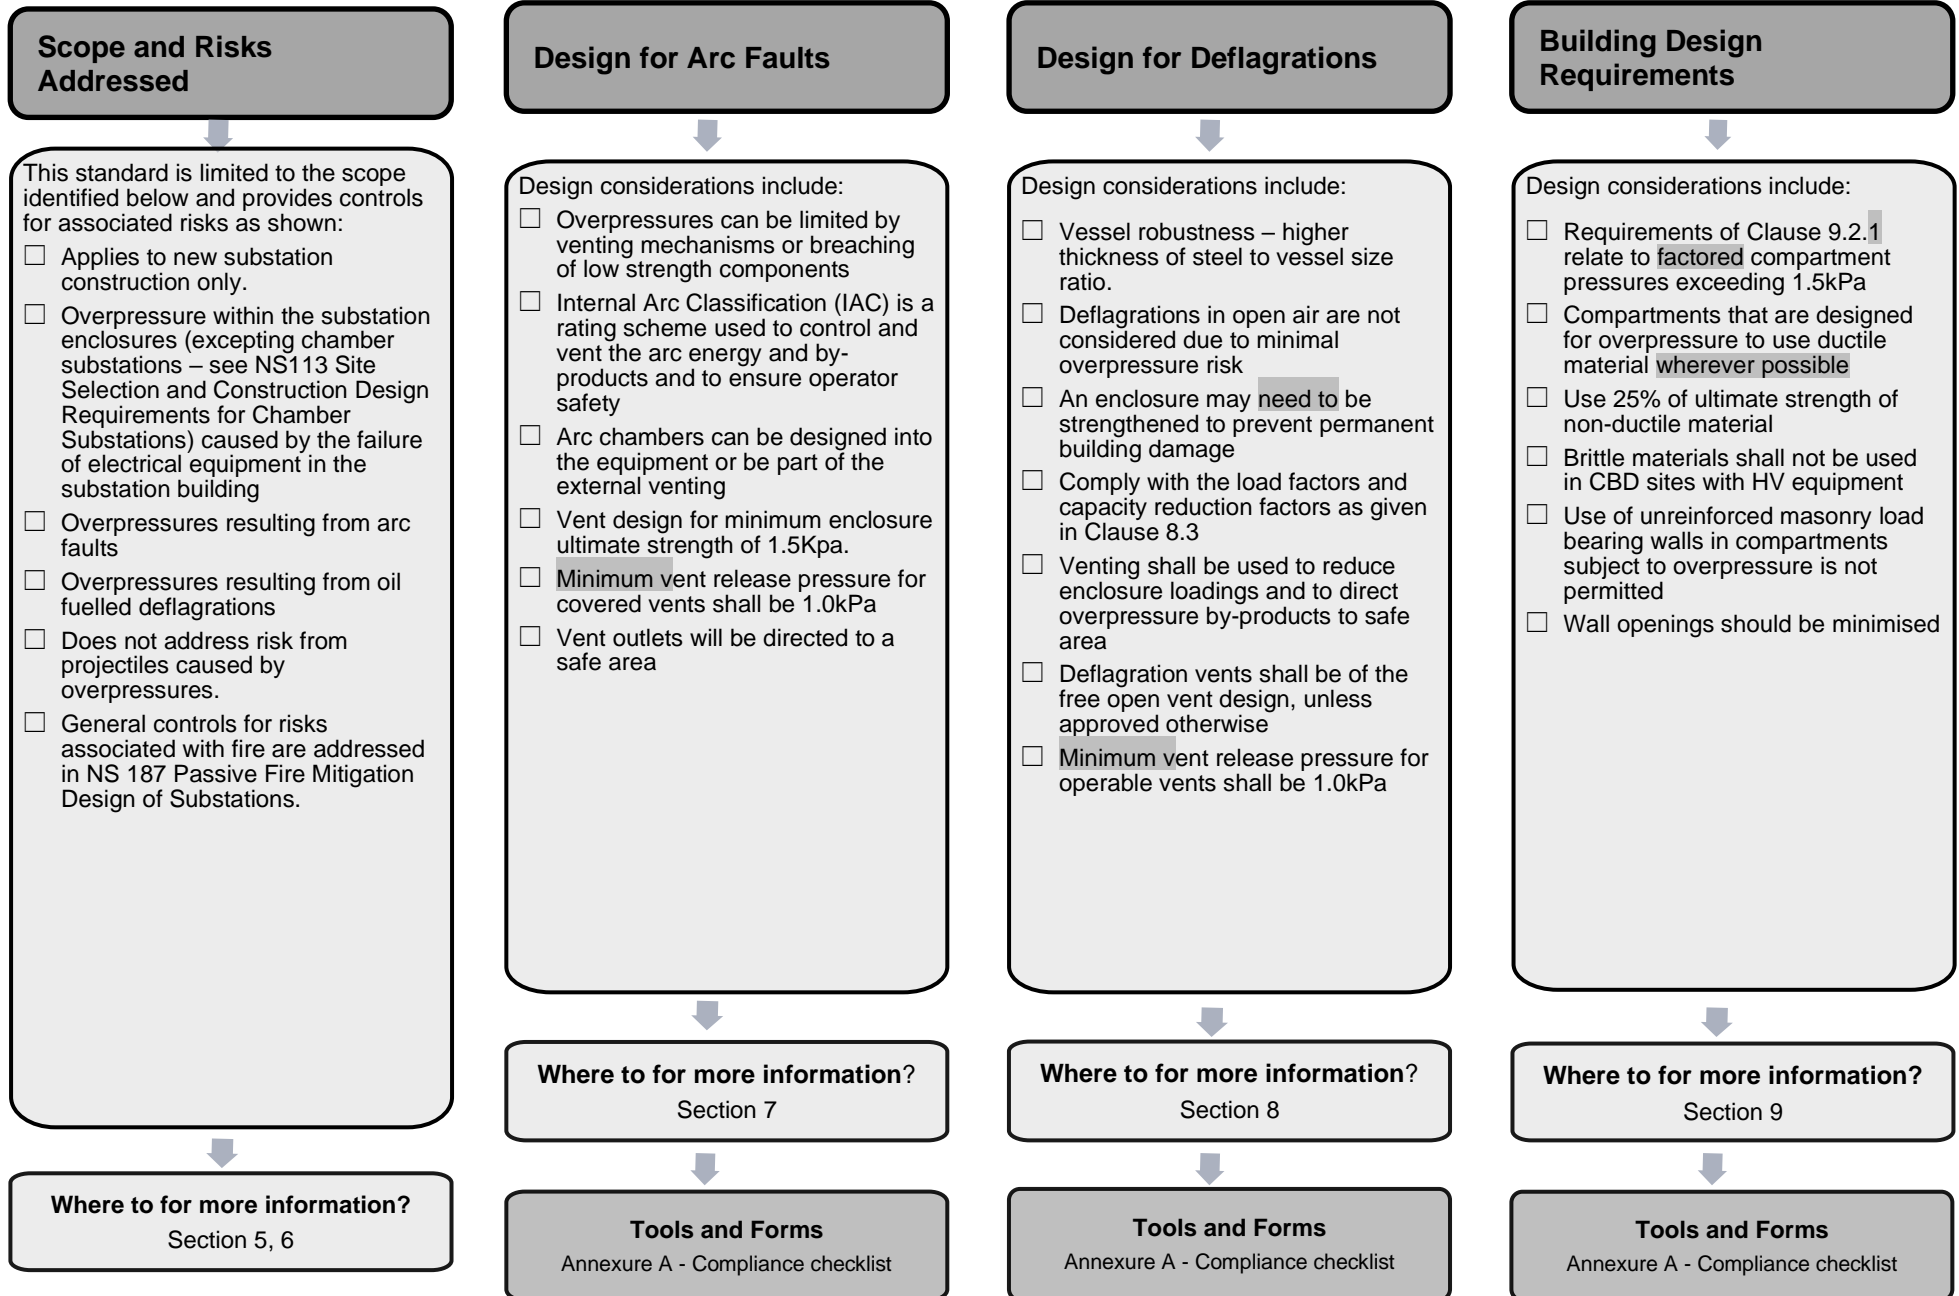 Scope and Risks
Addressed
This standard is limited to the scope
identified below and provides controls
for associated risks as shown:
☐ Applies to new substation
construction only.
☐ Overpressure within the substation
enclosures (excepting chamber
substations – see NS113 Site
Selection and Construction Design
Requirements for Chamber
Substations) caused by the failure
of electrical equipment in the
substation building
☐ Overpressures resulting from arc
faults
☐ Overpressures resulting from oil
fuelled deflagrations
☐ Does not address risk from
projectiles caused by
overpressures.
☐ General controls for risks
associated with fire are addressed
in NS 187 Passive Fire Mitigation
Design of Substations.
Where to for more information?
Section 5, 6
Design for Arc Faults
Design considerations include:
☐ Overpressures can be limited by
venting mechanisms or breaching
of low strength components
☐ Internal Arc Classification (IAC) is a
rating scheme used to control and
vent the arc energy and by-
products and to ensure operator
safety
☐ Arc chambers can be designed into
the equipment or be part of the
external venting
☐ Vent design for minimum enclosure
ultimate strength of 1.5Kpa.
☐ Minimum vent release pressure for
covered vents shall be 1.0kPa
☐ Vent outlets will be directed to a
safe area
Where to for more information?
Section 7
Tools and Forms
Annexure A - Compliance checklist
Design for Deflagrations
Design considerations include:
☐ Vessel robustness – higher
thickness of steel to vessel size
ratio.
☐ Deflagrations in open air are not
considered due to minimal
overpressure risk
☐ An enclosure may need to be
strengthened to prevent permanent
building damage
☐ Comply with the load factors and
capacity reduction factors as given
in Clause 8.3
☐ Venting shall be used to reduce
enclosure loadings and to direct
overpressure by-products to safe
area
☐ Deflagration vents shall be of the
free open vent design, unless
approved otherwise
☐ Minimum vent release pressure for
operable vents shall be 1.0kPa
Where to for more information?
Section 8
Tools and Forms
Annexure A - Compliance checklist
Building Design
Requirements
Design considerations include:
☐ Requirements of Clause 9.2.1
relate to factored compartment
pressures exceeding 1.5kPa
☐ Compartments that are designed
for overpressure to use ductile
material wherever possible
☐ Use 25% of ultimate strength of
non-ductile material
☐ Brittle materials shall not be used
in CBD sites with HV equipment
☐ Use of unreinforced masonry load
bearing walls in compartments
subject to overpressure is not
permitted
☐ Wall openings should be minimised
Where to for more information?
Section 9
Tools and Forms
Annexure A - Compliance checklist